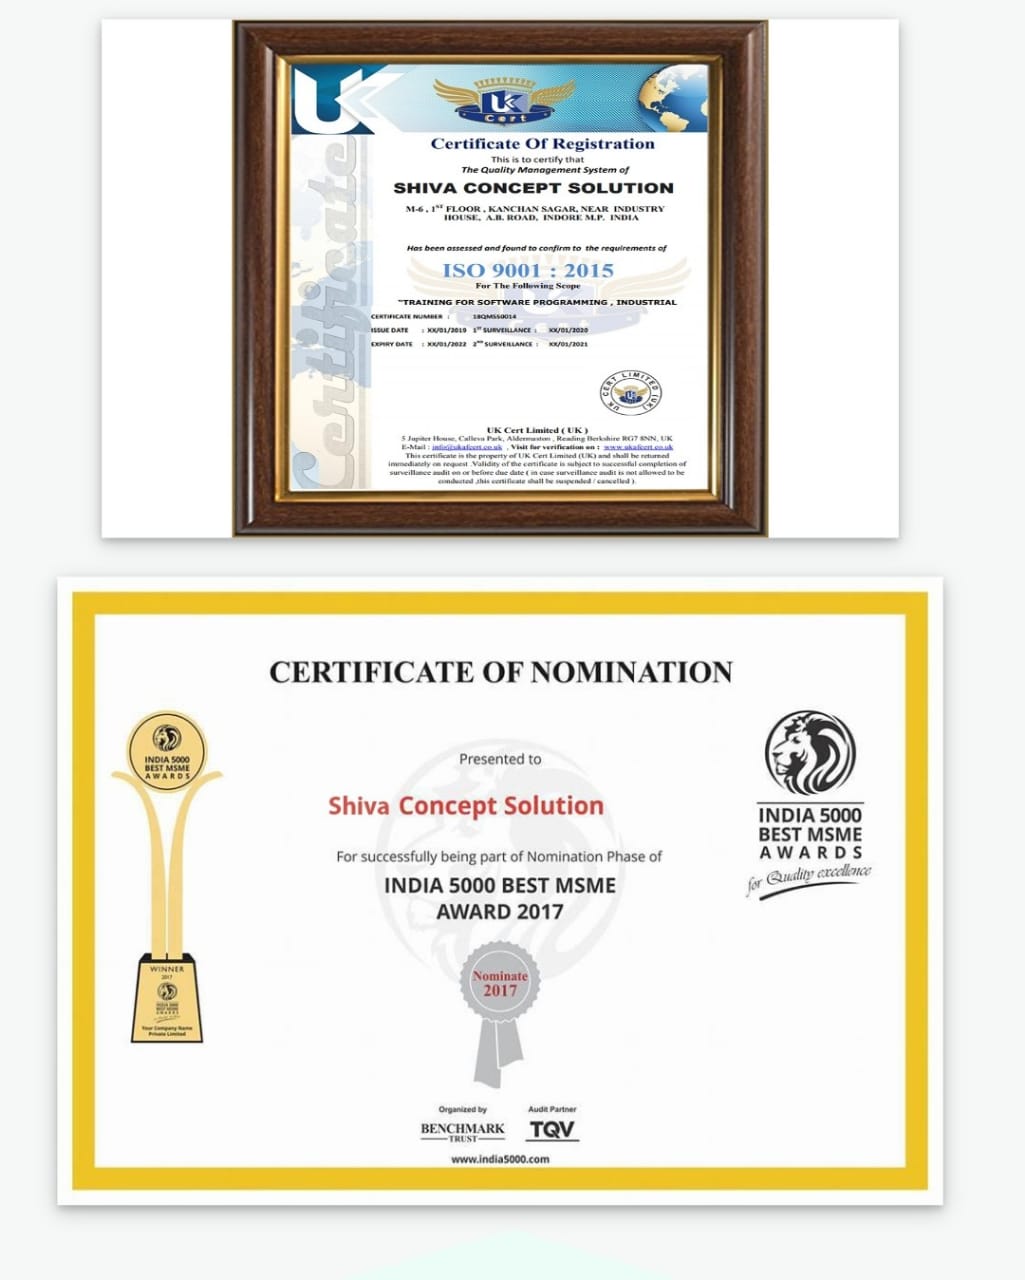 UK
UK
Cert
Certificate
Certificate Of Registration
This is to certify that
The Quality Management System of
SHIVA CONCEPT SOLUTION
M-6 , 1ST FLOOR , KANCHAN SAGAR, NEAR INDUSTRY
HOUSE, A.B. ROAD, INDORE M.P. INDIA
Has been assessed and found to confirm to the requirements of
ISO 9001 : 2015
For The Following Scope
"TRAINING FOR SOFTWARE PROGRAMMING , INDUSTRIAL
CERTIFICATE NUMBER : 18QMSS0014
ISSUE DATE : XX/01/2019 1ST SURVEILLANCE : XX/01/2020
EXPIRY DATE : XX/01/2022 2ND SURVEILLANCE : XX/01/2021
UK CERT LIMITED (UK)
UK Cert Limited ( UK )
5 Jupiter House, Calleva Park, Aldermaston , Reading Berkshire RG7 8NN, UK
E-Mail : info@ukafcert.co.uk , Visit for verification on : www.ukafcert.co.uk
This certificate is the property of UK Cert Limited (UK) and shall be returned
immediately on request .Validity of the certificate is subject to successful completion of
surveillance audit on or before due date ( in case surveillance audit is not allowed to be
conducted ,this certificate shall be suspended / cancelled ).
CERTIFICATE OF NOMINATION
INDIA 5000
BEST MSME
AWARDS
Presented to
Shiva Concept Solution
For successfully being part of Nomination Phase of
INDIA 5000 BEST MSME
AWARD 2017
INDIA 5000
BEST MSME
AWARDS
for Quality excellence
WINNER
2017
INDIA 5000
BEST MSME
AWARDS
Your Company Name
Private Limited
Nominate
2017
Organized by
BENCHMARK
TRUST
Audit Partner
TQV
www.india5000.com